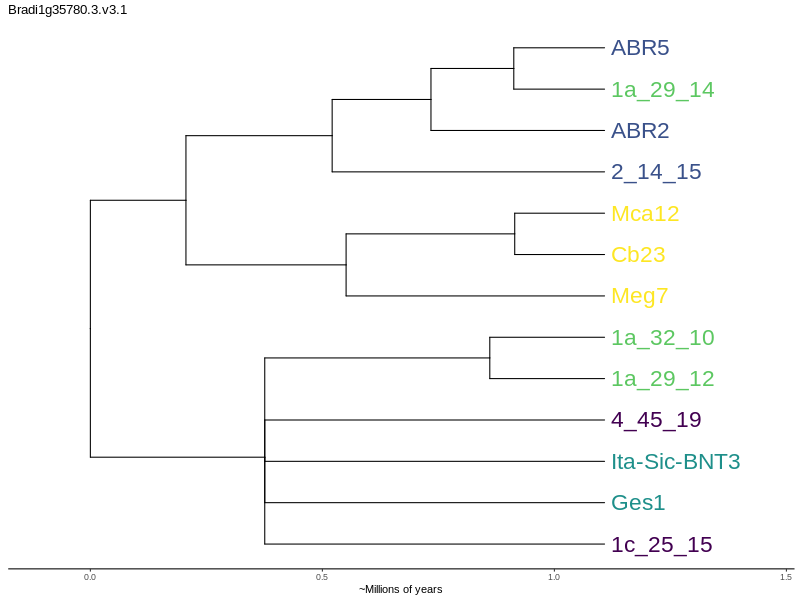 Bradi1g35780.3.v3.1
ABR5
1a_29_14
ABR2
2_14_15
Mca12
Cb23
Meg7
1a_32_10
1a_29_12
4_45_19
Ita-Sic-BNT3
Ges1
1c_25_15
0.0 0.5 1.0 1.5
~Millions of years